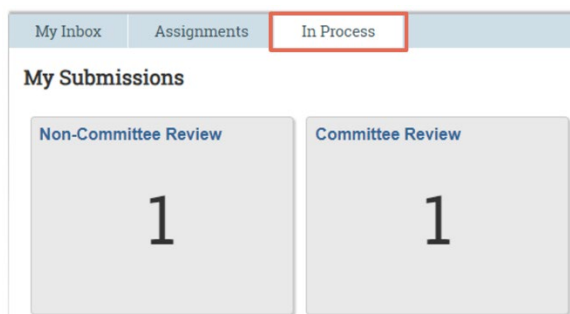 My Inbox Assignments In Process
My Submissions
Non-Committee Review Committee Review
1 1